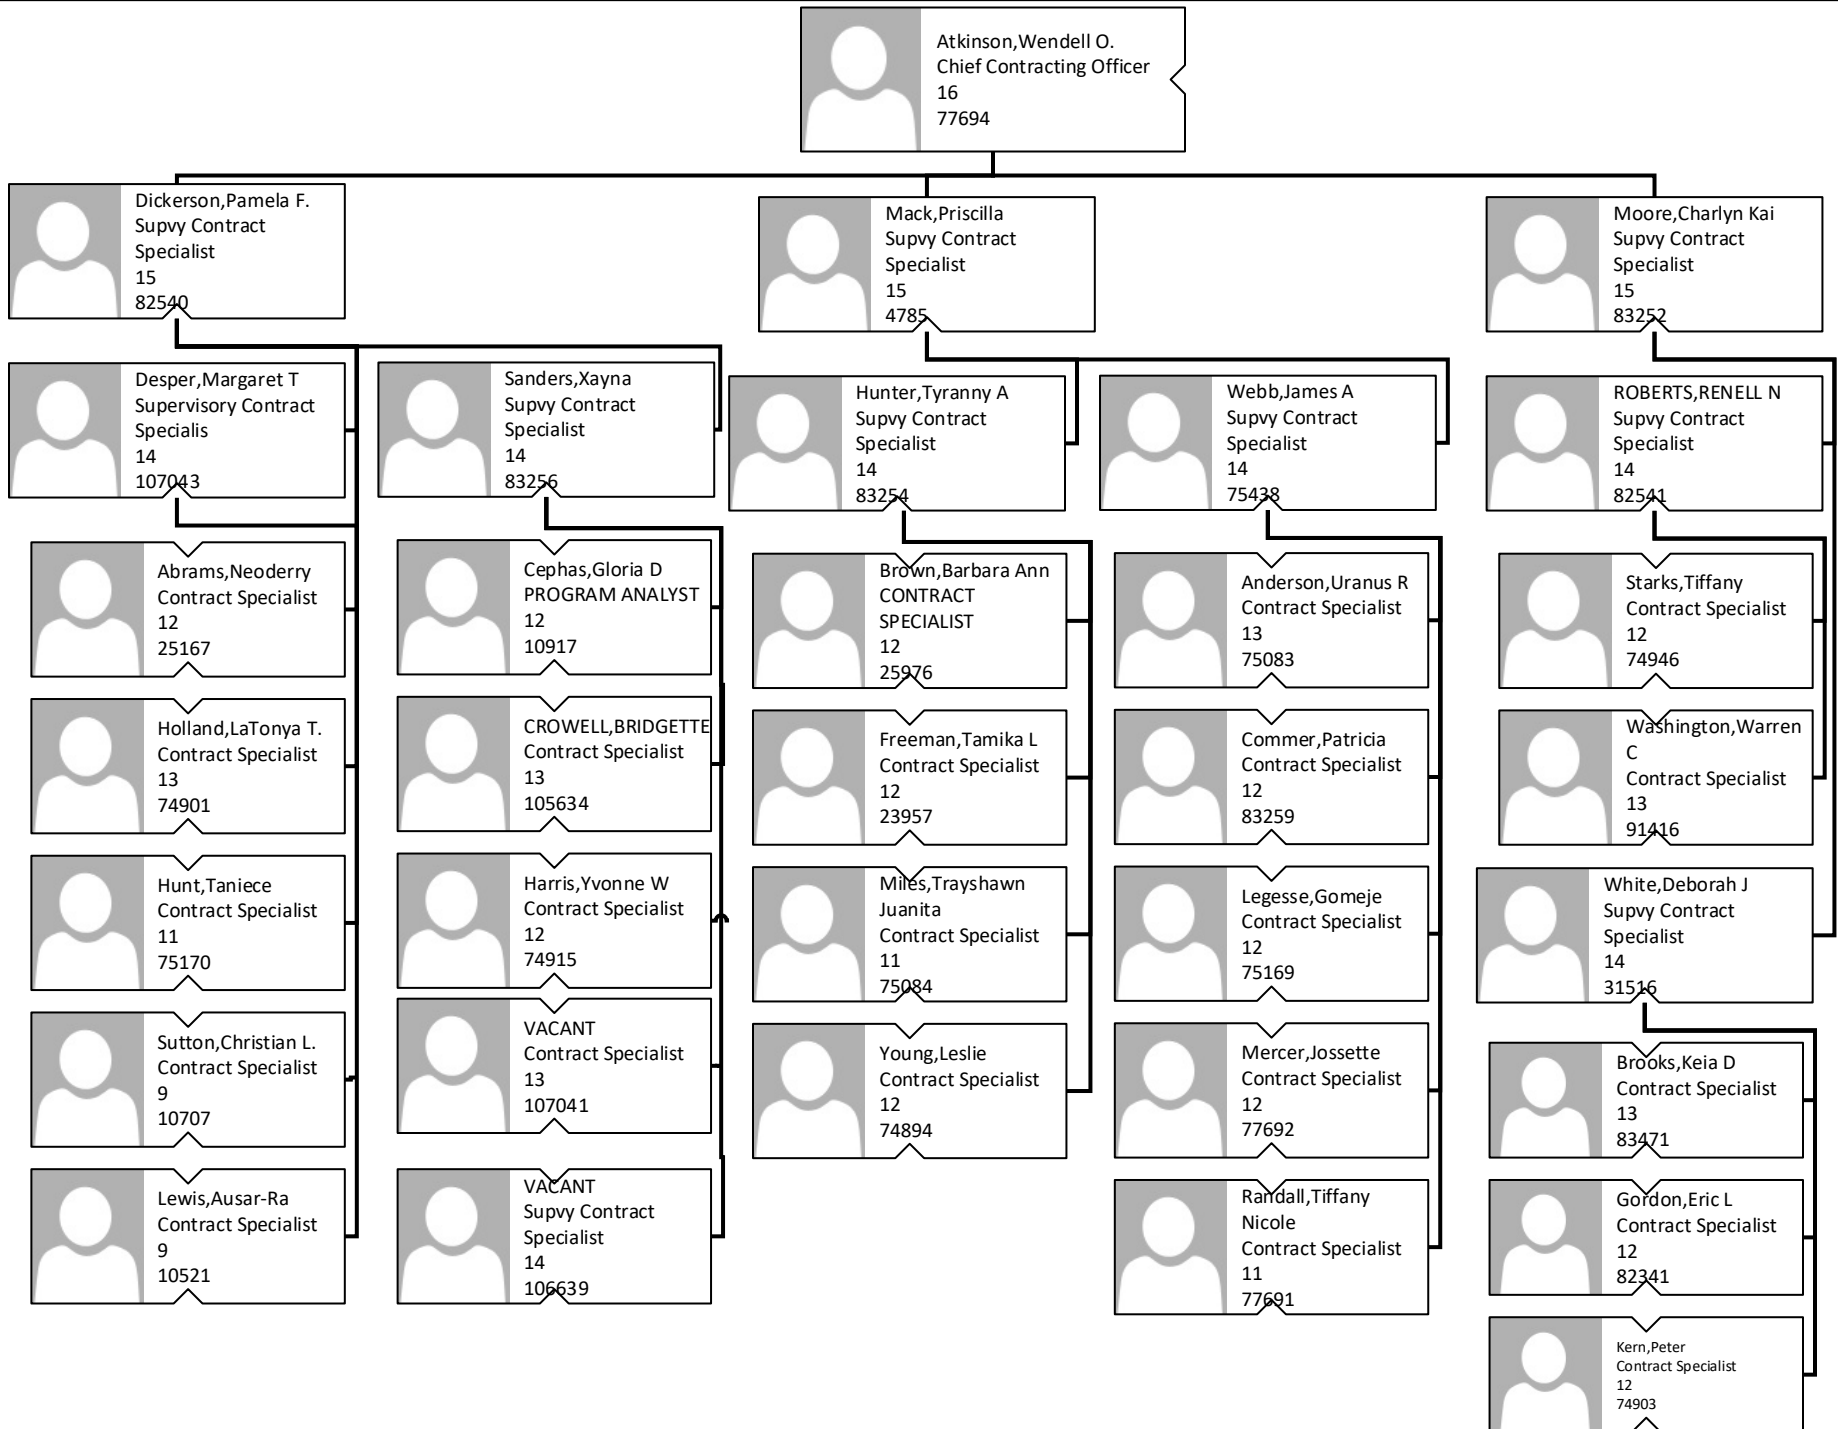 Atkinson,Wendell O.
Chief Contracting Officer
16
77694
Dickerson,Pamela F.
Supvy Contract
Specialist
15
82540
Mack,Priscilla
Supvy Contract
Specialist
15
4785
Moore,Charlyn Kai
Supvy Contract
Specialist
15
83252
Desper,Margaret T
Supervisory Contract
Specialis
14
107043
Sanders,Xayna
Supvy Contract
Specialist
14
83256
Hunter,Tyranny A
Supvy Contract
Specialist
14
83254
Webb,James A
Supvy Contract
Specialist
14
75438
ROBERTS,RENELL N
Supvy Contract
Specialist
14
82541
Abrams,Neoderry
Contract Specialist
12
25167
Holland,LaTonya T.
Contract Specialist
13
74901
Hunt,Taniece
Contract Specialist
11
75170
Sutton,Christian L.
Contract Specialist
9
10707
Lewis,Ausar-Ra
Contract Specialist
9
10521
Cephas,Gloria D
PROGRAM ANALYST
12
10917
CROWELL,BRIDGETTE
Contract Specialist
13
105634
Harris,Yvonne W
Contract Specialist
12
74915
VACANT
Contract Specialist
13
107041
VACANT
Supvy Contract
Specialist
14
106639
Brown,Barbara Ann
CONTRACT
SPECIALIST
12
25976
Freeman,Tamika L
Contract Specialist
12
23957
Miles,Trayshawn
Juanita
Contract Specialist
11
75084
Young,Leslie
Contract Specialist
12
74894
Anderson,Uranus R
Contract Specialist
13
75083
Commer,Patricia
Contract Specialist
12
83259
Legesse,Gomeje
Contract Specialist
12
75169
Mercer,Jossette
Contract Specialist
12
77692
Randall,Tiffany
Nicole
Contract Specialist
11
77691
Starks,Tiffany
Contract Specialist
12
74946
Washington,Warren
C
Contract Specialist
13
91416
White,Deborah J
Supvy Contract
Specialist
14
31516
Brooks,Keia D
Contract Specialist
13
83471
Gordon,Eric L
Contract Specialist
12
82341
Kern,Peter
Contract Specialist
12
74903